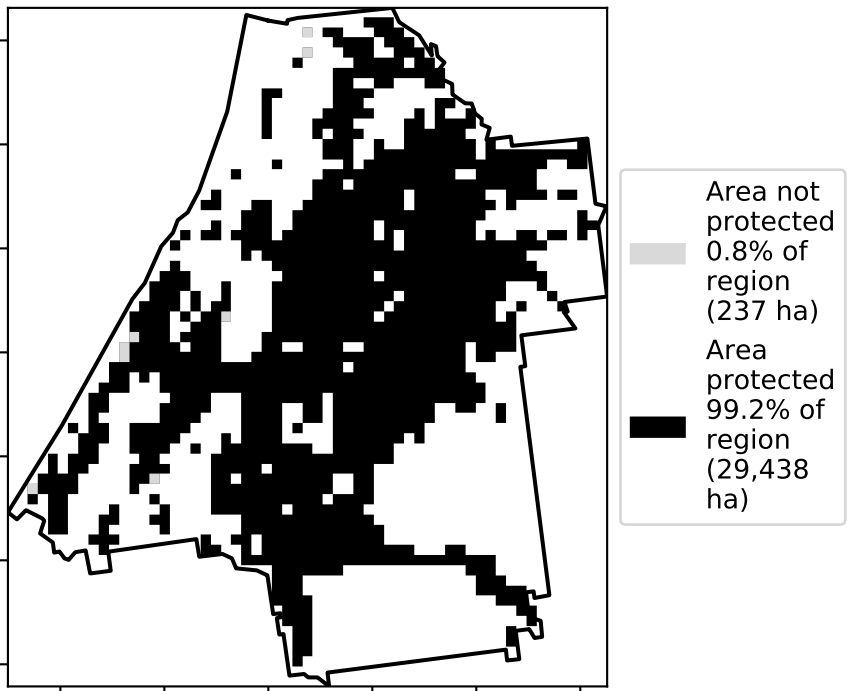 Area not
protected
0.8% of
region
(237 ha)
Area
protected
99.2% of
region
(29,438
ha)